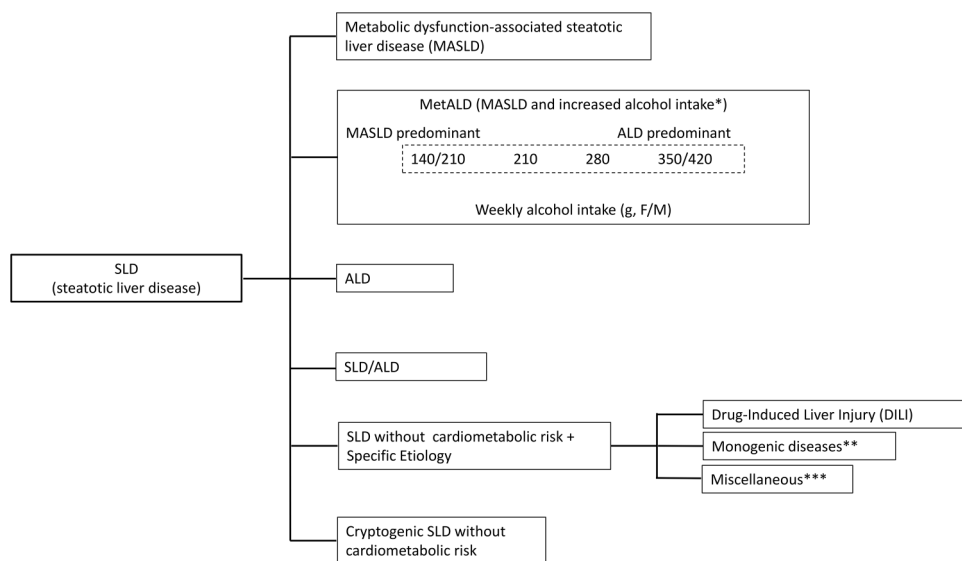 Metabolic dysfunction-associated steatotic
liver disease (MASLD)
MetALD (MASLD and increased alcohol intake*)
MASLD predominant ALD predominant
140/210 210 280 350/420
Weekly alcohol intake (g, F/M)
SLD
(steatotic liver disease)
ALD
SLD/ALD
SLD without cardiometabolic risk +
Specific Etiology
Drug-Induced Liver Injury (DILI)
Monogenic diseases**
Miscellaneous***
Cryptogenic SLD without
cardiometabolic risk